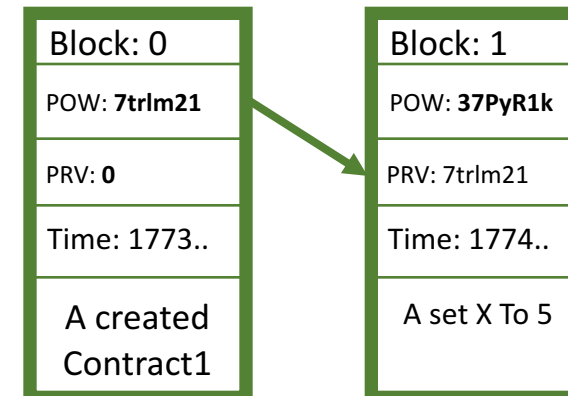 Block: 0
POW: 7trlm21
PRV: 0
Time: 1773..
A created
Contract1
Block: 1
POW: 37PyR1k
PRV: 7trlm21
Time: 1774..
A set X To 5